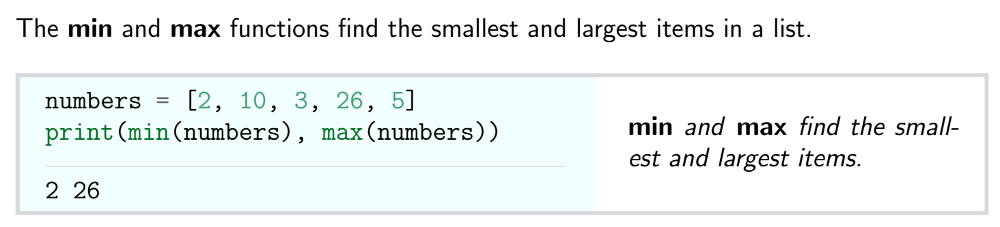 The min and max functions find the smallest and largest items in a list.
numbers = [2, 10, 3, 26, 5]
print(min(numbers), max(numbers))
2 26
min and max find the small-
est and largest items.